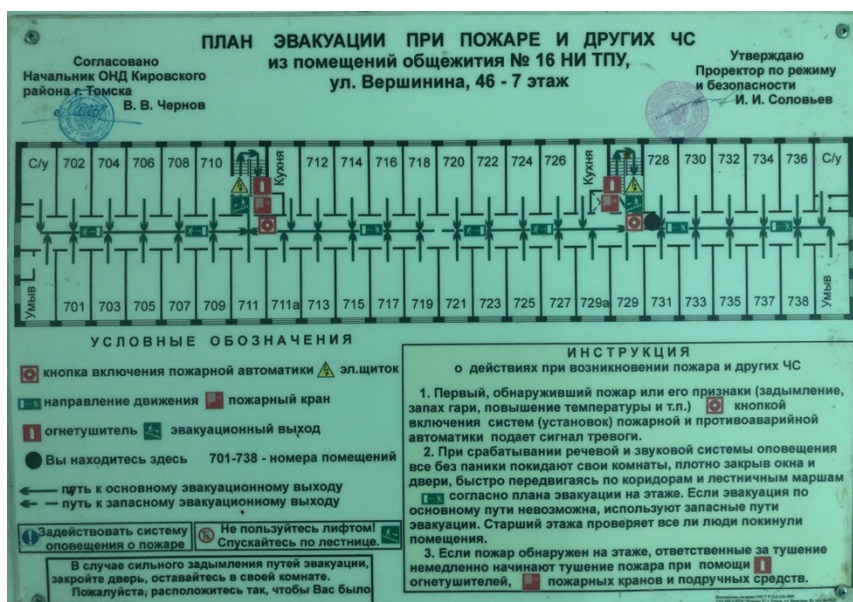 ПЛАН ЭВАКУАЦИИ ПРИ ПОЖАРЕ И ДРУГИХ ЧС
из помещений общежития № 16 НИ ТПУ,
ул. Вершинина, 46 - 7 этаж
Согласовано
Начальник ОНД Кировского
района г. Томска
В. В. Чернов
Утверждаю
Проректор по режиму
и безопасности
И. И. Соловьев
С/у 702 704 706 708 710 Кухня 712 714 716 718 720 722 724 726 Кухня 728 730 732 734 736 С/у
Умыв 701 703 705 707 709 711 711а 713 715 717 719 721 723 725 727 729а 729 731 733 735 737 738 Умыв
УСЛОВНЫЕ ОБОЗНАЧЕНИЯ
кнопка включения пожарной автоматики эл.щиток
направление движения пожарный кран
огнетушитель эвакуационный выход
Вы находитесь здесь 701-738 - номера помещений
путь к основному эвакуационному выходу
путь к запасному эвакуационному выходу
Задействовать систему
оповещения о пожаре
Не пользуйтесь лифтом!
Спускайтесь по лестнице.
В случае сильного задымления путей эвакуации,
закройте дверь, оставайтесь в своей комнате.
Пожалуйста, расположитесь так, чтобы Вас было
ИНСТРУКЦИЯ
о действиях при возникновении пожара и других ЧС
1. Первый, обнаруживший пожар или его признаки (задымление,
запах гари, повышение температуры и т.п.) кнопкой
включения систем (установок) пожарной и противоаварийной
автоматики подает сигнал тревоги.
2. При срабатывании речевой и звуковой системы оповещения
все без паники покидают свои комнаты, плотно закрыв окна и
двери, быстро передвигаясь по коридорам и лестничным маршам
согласно плана эвакуации на этаже. Если эвакуация по
основному пути невозможна, используют запасные пути
эвакуации. Старший этажа проверяет все ли люди покинули
помещения.
3. Если пожар обнаружен на этаже, ответственные за тушение
немедленно начинают тушение пожара при помощи
огнетушителей, пожарных кранов и подручных средств.